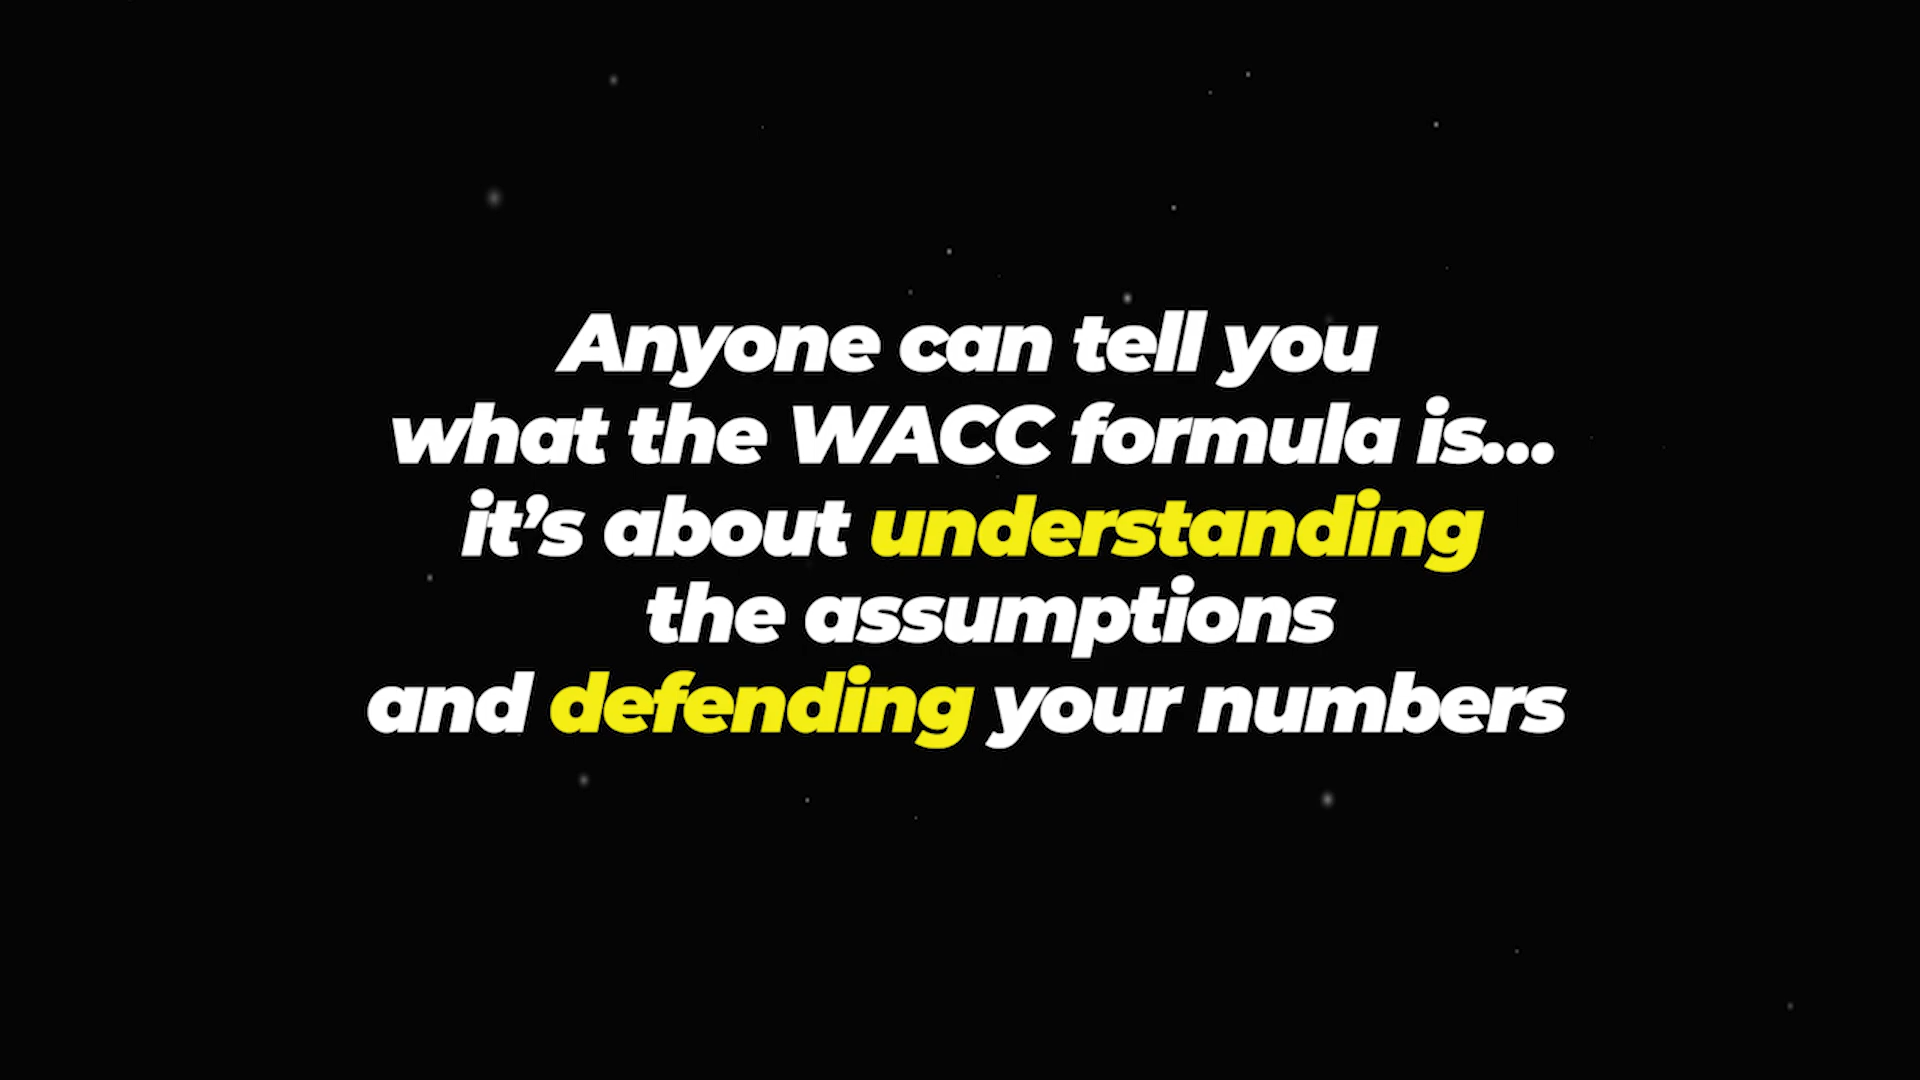 Anyone can tell you
what the WACC formula is...
it’s about understanding
the assumptions
and defending your numbers